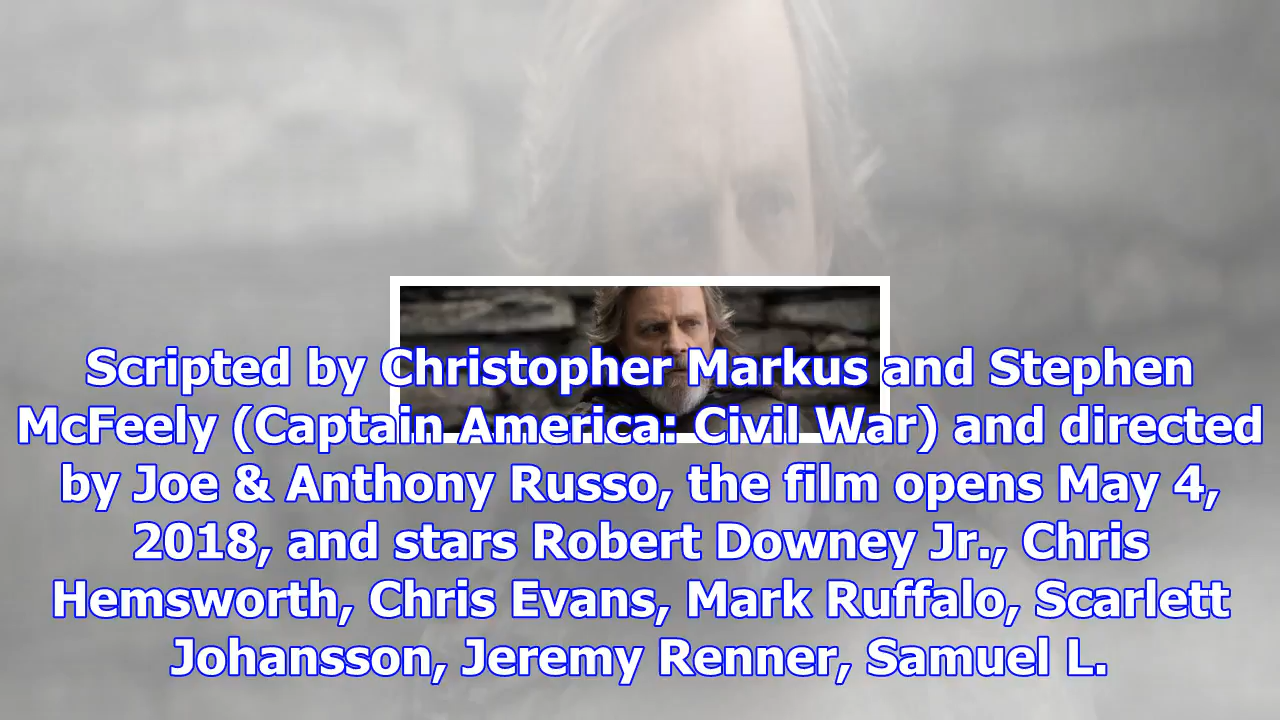 Scripted by Christopher Markus and Stephen
McFeely (Captain America: Civil War) and directed
by Joe & Anthony Russo, the film opens May 4,
2018, and stars Robert Downey Jr., Chris
Hemsworth, Chris Evans, Mark Ruffalo, Scarlett
Johansson, Jeremy Renner, Samuel L.